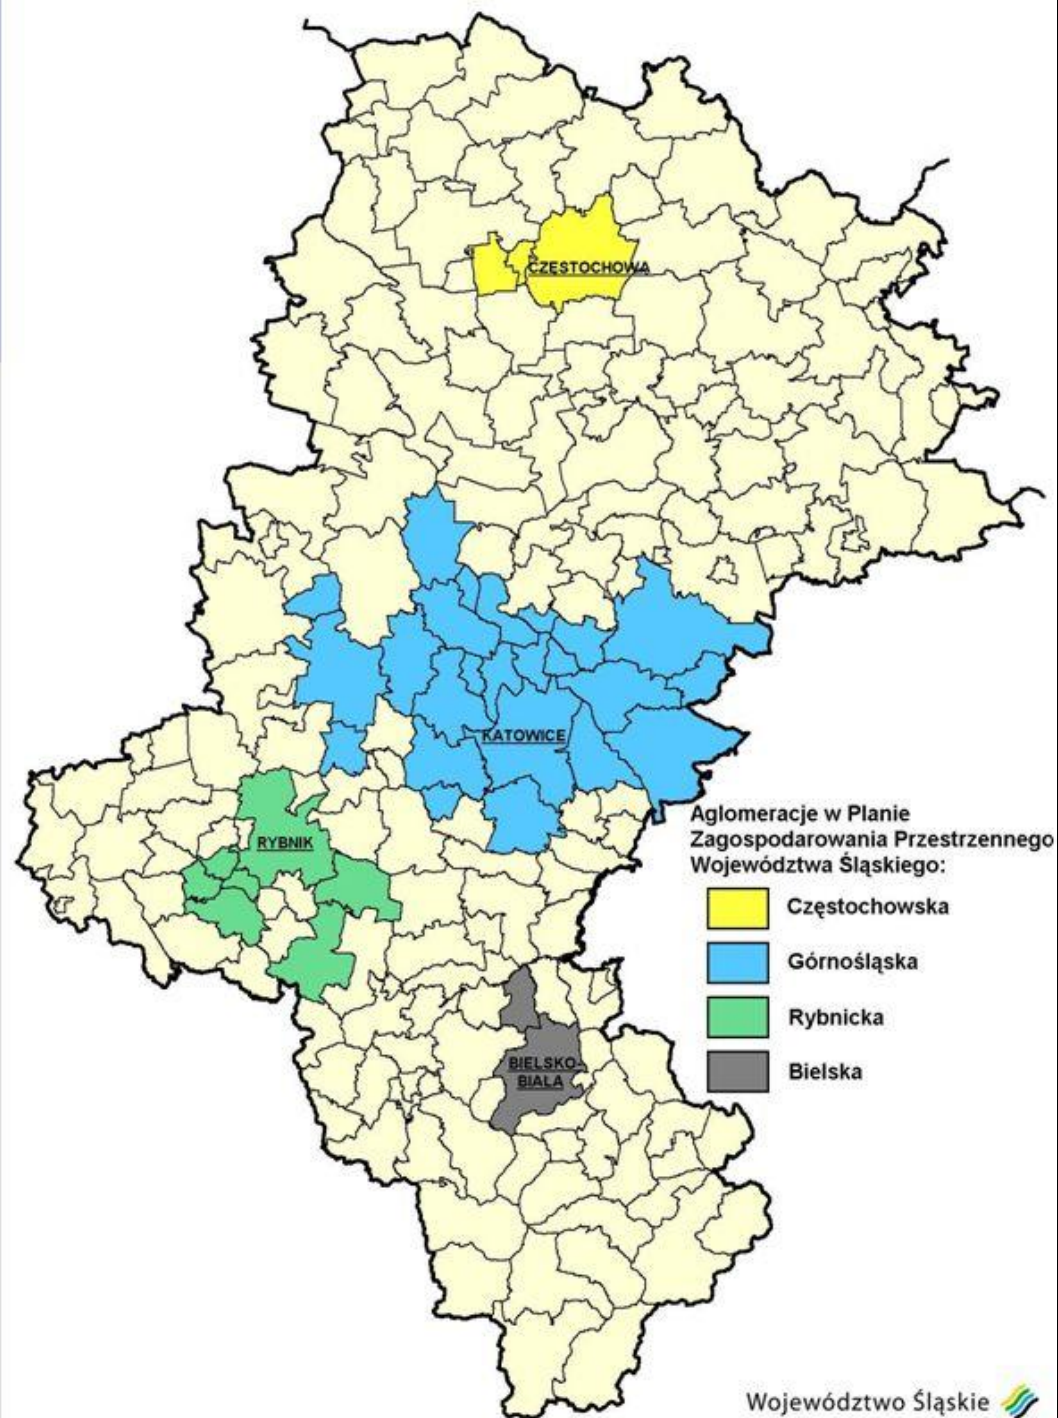 CZĘSTOCHOWA
KATOWICE
RYBNIK
BIELSKO-
BIAŁA
Aglomeracje w Planie
Zagospodarowania Przestrzennego
Województwa Śląskiego:
Częstochowska
Górnośląska
Rybnicka
Bielska
Województwo Śląskie